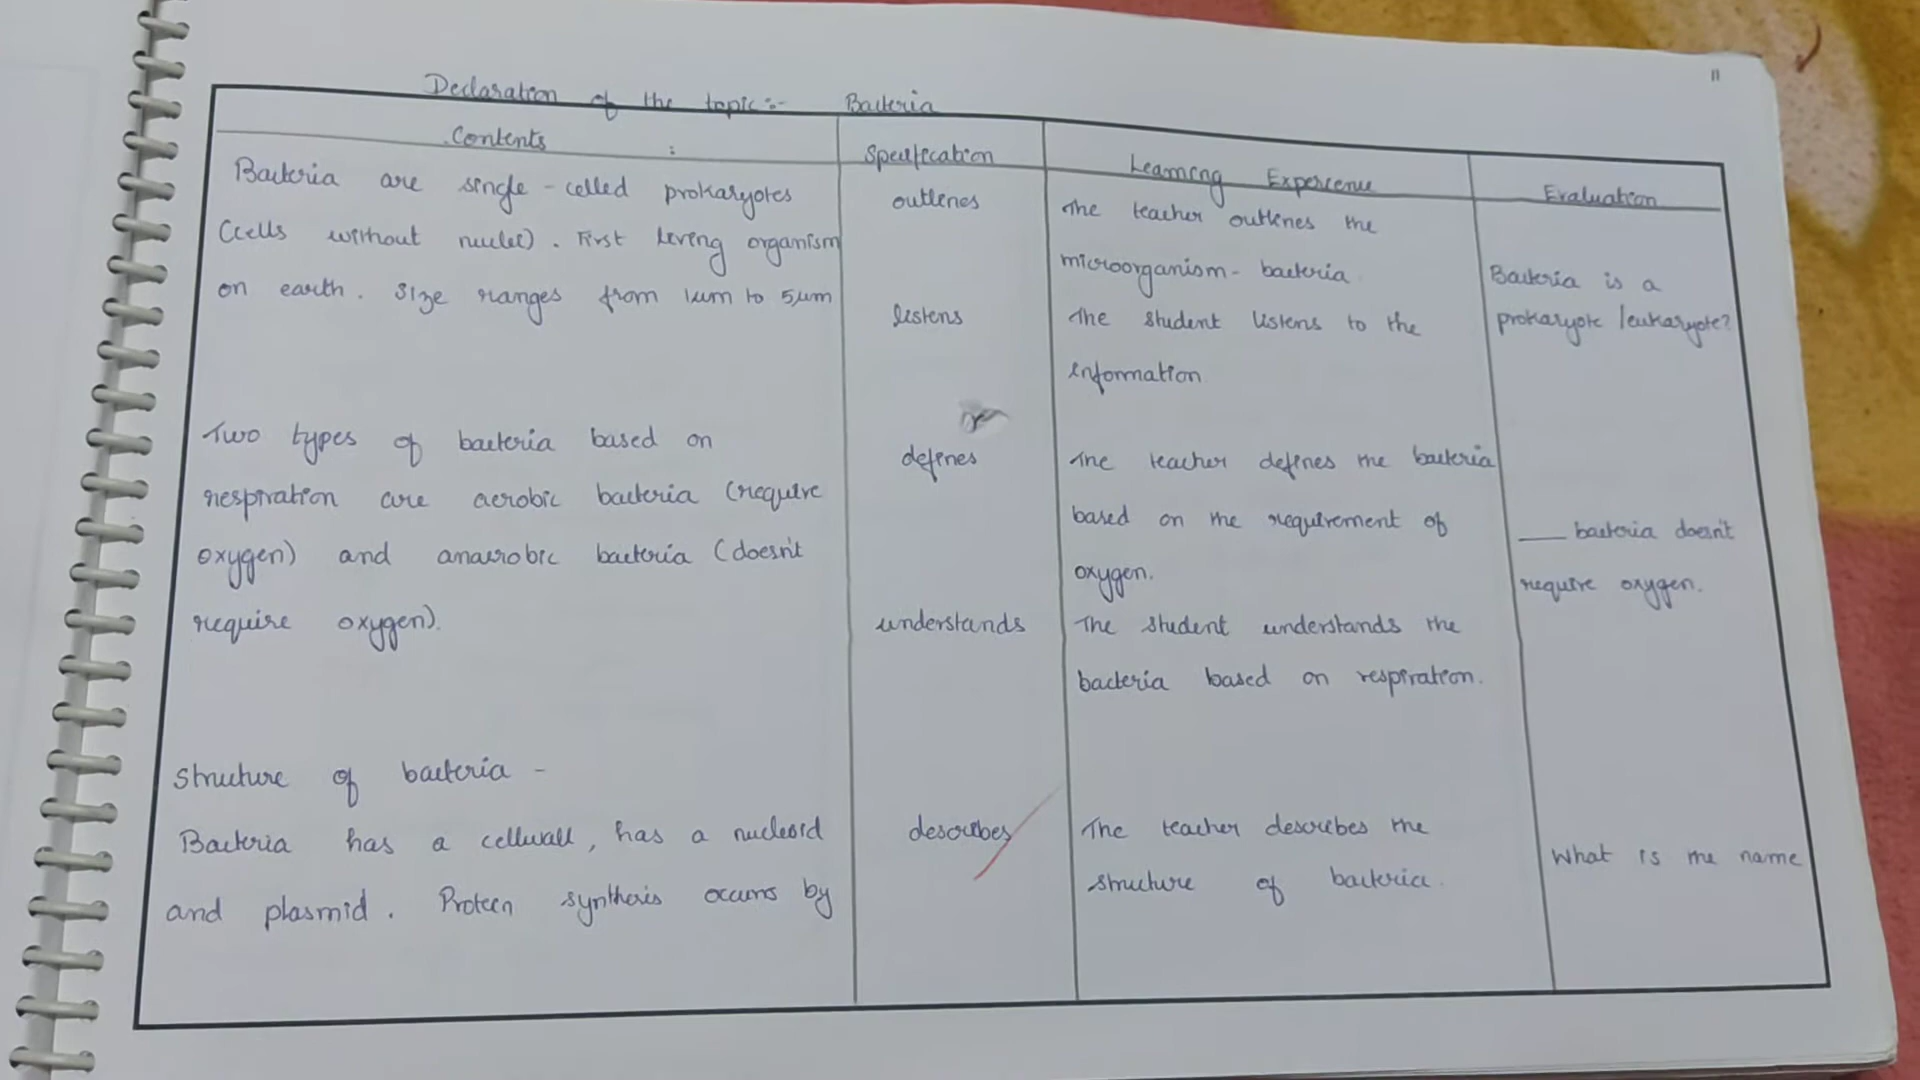 11
Declaration of the topic:- Bacteria
Contents :
Bacteria are single-celled prokaryotes
(cells without nuclei). First living organism
on earth. Size ranges from 1um to 5um
Two types of bacteria based on
respiration are aerobic bacteria (require
oxygen) and anaerobic bacteria (doesn't
require oxygen).
Structure of bacteria -
Bacteria has a cellwall, has a nucleoid
and plasmid. Protein synthesis occurs by
Specification
outlines
listens
defines
understands
describes
Learning Experience
The teacher outlines the
microorganism - bacteria
The student listens to the
information
The teacher defines the bacteria
based on the requirement of
oxygen.
The student understands the
bacteria based on respiration.
The teacher describes the
structure of bacteria.
Evaluation
Bacteria is a
prokaryote/eukaryote?
___ bacteria doesn't
require oxygen.
What is the name